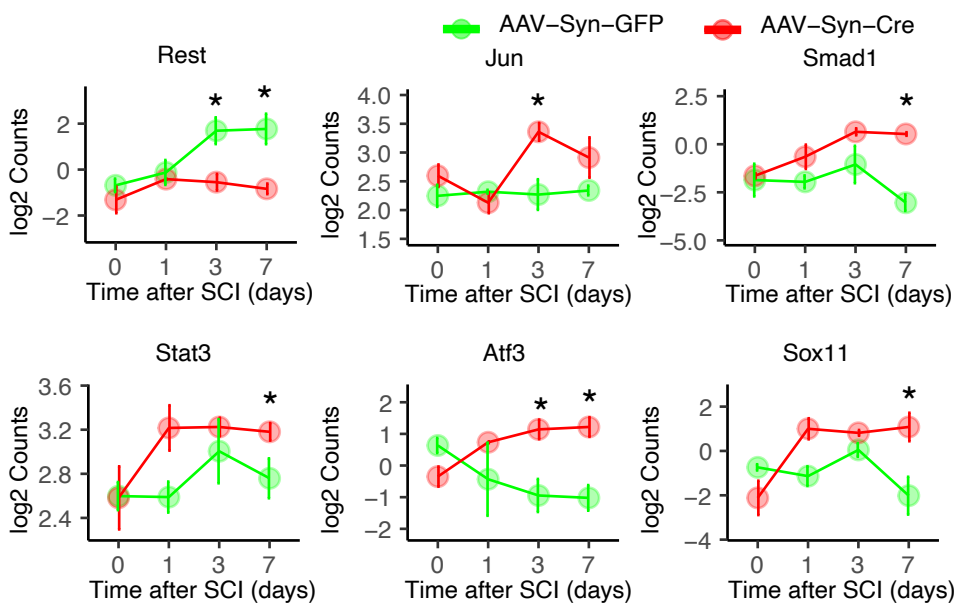 AAV−Syn−GFP AAV−Syn−Cre
Rest
log2 Counts
2
0
−2
* *
0 1 3 7
Time after SCI (days)
Jun
log2 Counts
4.0
3.5
3.0
2.5
2.0
1.5
*
0 1 3 7
Time after SCI (days)
Smad1
log2 Counts
2.5
0.0
−2.5
−5.0
*
0 1 3 7
Time after SCI (days)
Stat3
log2 Counts
3.6
3.2
2.8
2.4
*
0 1 3 7
Time after SCI (days)
Atf3
log2 Counts
2
1
0
−1
−2
* *
0 1 3 7
Time after SCI (days)
Sox11
log2 Counts
2
0
−2
−4
*
0 1 3 7
Time after SCI (days)